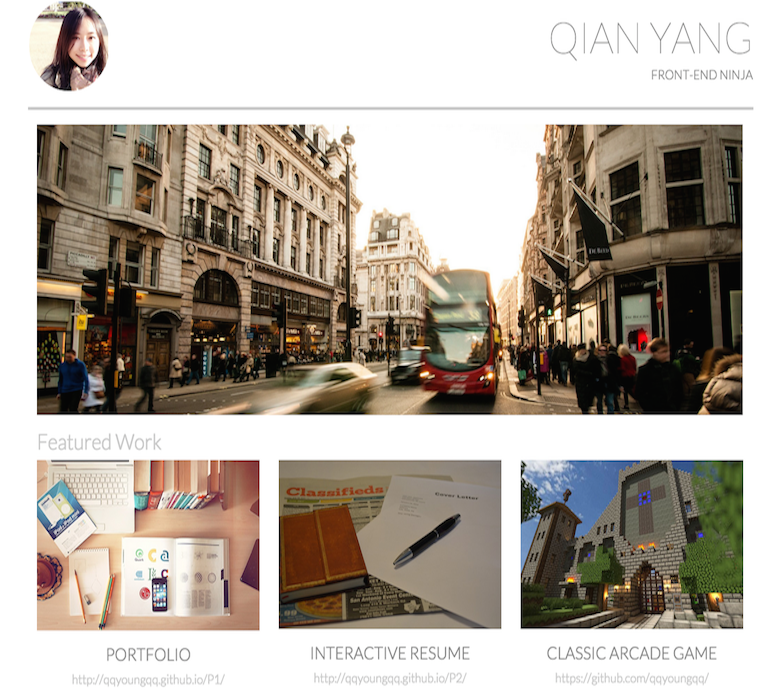 QIAN YANG
FRONT-END NINJA
Featured Work
Classifieds
Cover Letter
PORTFOLIO
INTERACTIVE RESUME
CLASSIC ARCADE GAME
http://qqyoungqq.github.io/P1/
http://qqyoungqq.github.io/P2/
https://github.com/qqyoungqq/